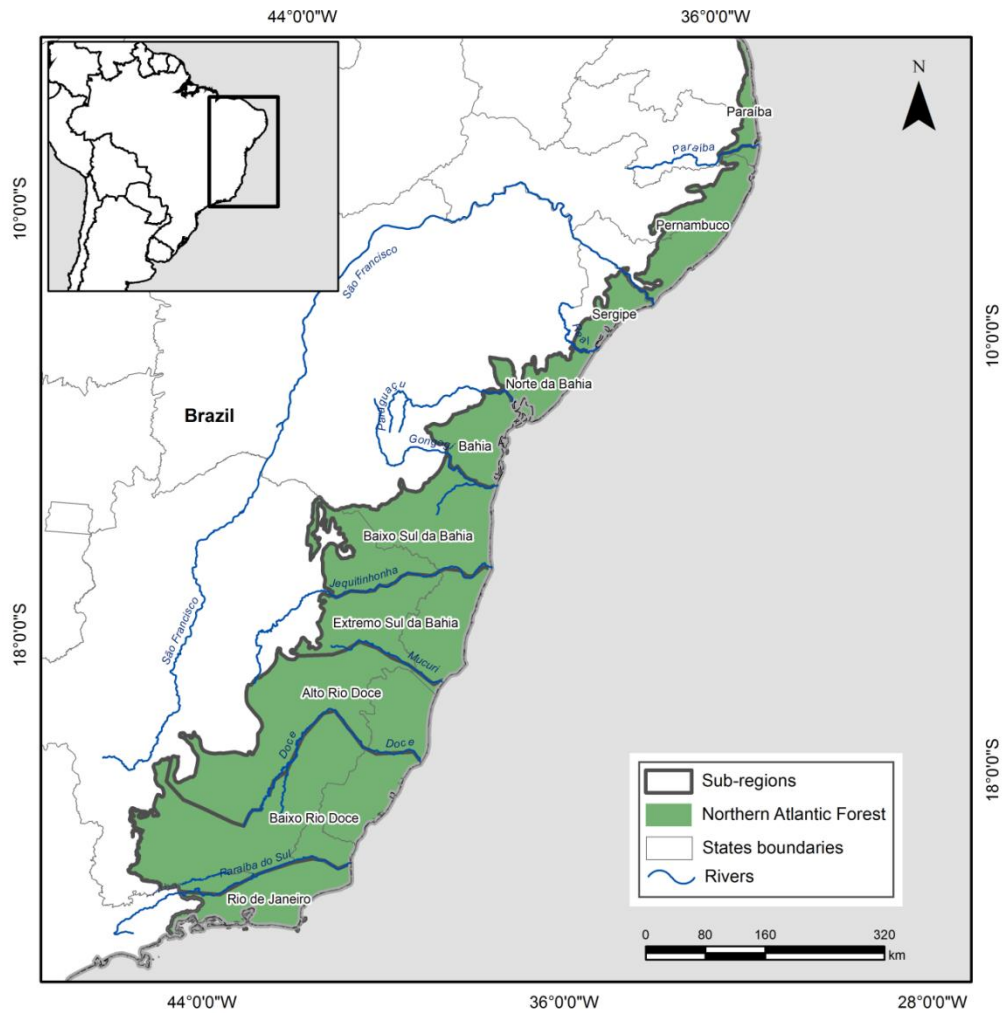 44°0'0"W
36°0'0"W
N
Paraíba
Paraíba
10°0'0"S
Pernambuco
São Francisco
Sergipe
10°0'0"S
Norte da Bahia
Paraguaçu
Brazil
Bahia
Baixo Sul da Bahia
Jequitinhonha
Extremo Sul da Bahia
18°0'0"S
São Francisco
Mucuri
Alto Rio Doce
Doce
Doce
18°0'0"S
Sub-regions
Northern Atlantic Forest
States boundaries
Rivers
Baixo Rio Doce
Paraíba do Sul
Rio de Janeiro
0 80 160 320
km
44°0'0"W
36°0'0"W
28°0'0"W